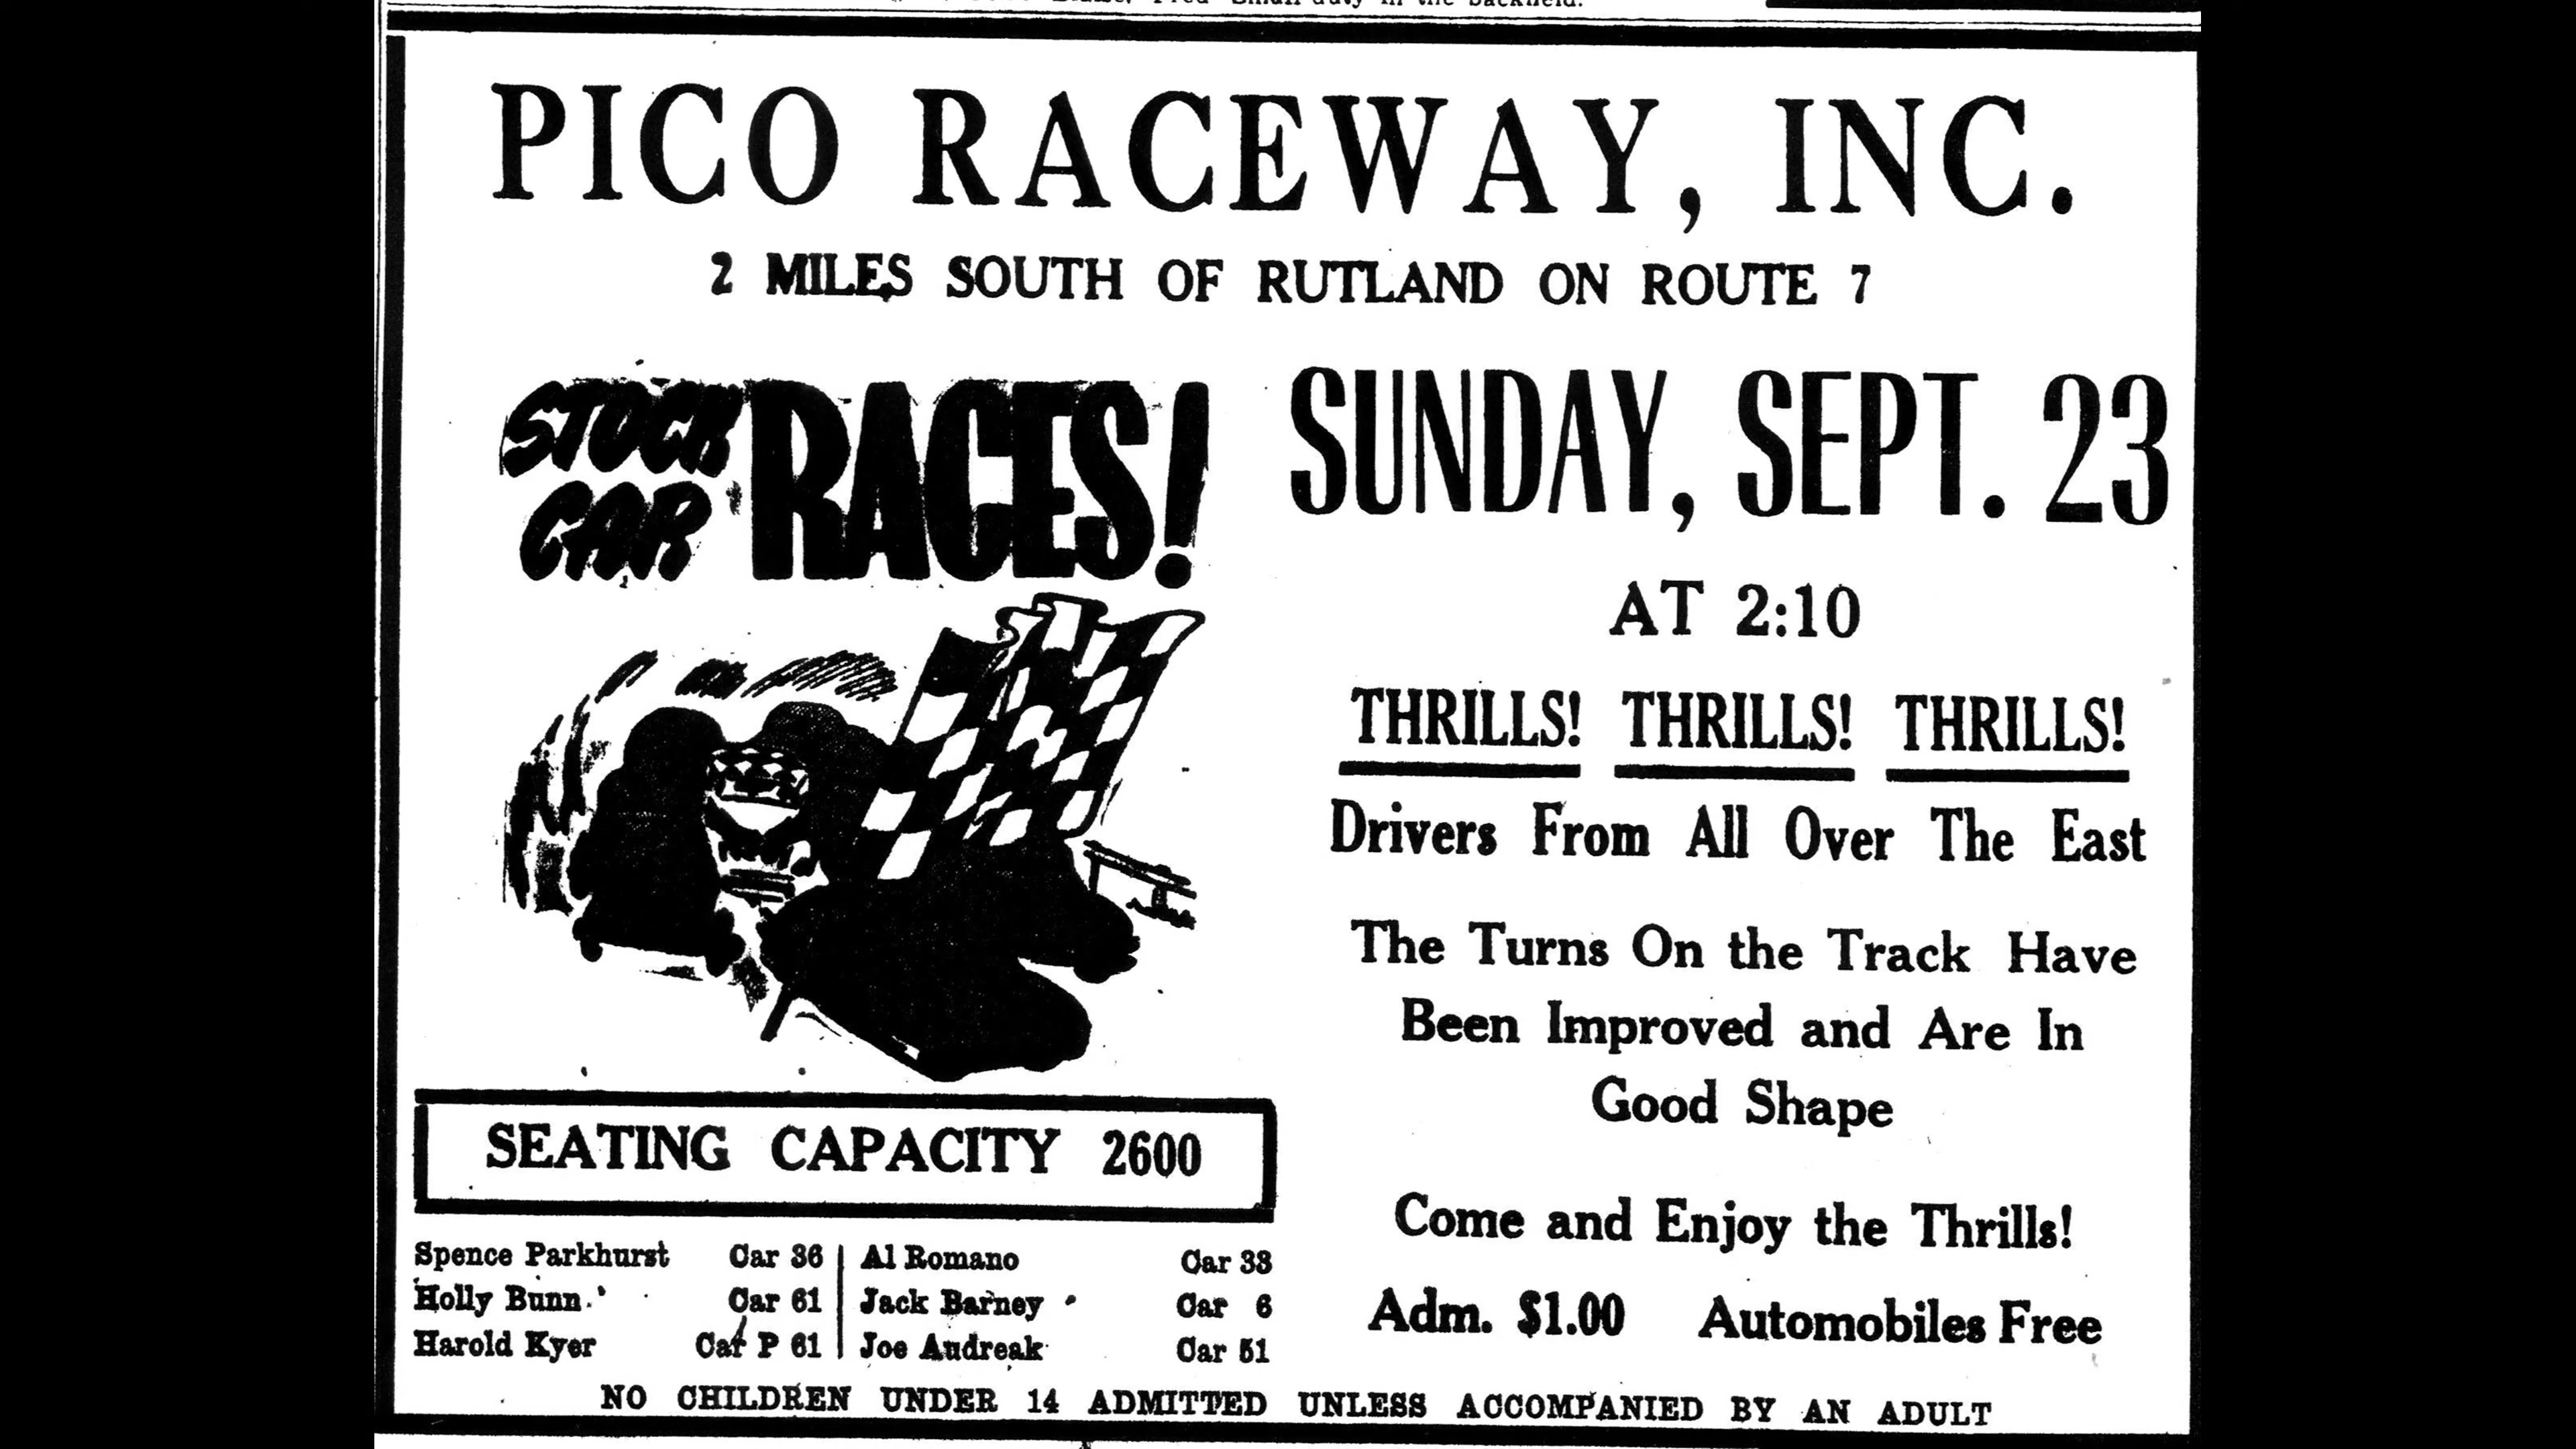 duty in the backfield.
PICO RACEWAY, INC.
2 MILES SOUTH OF RUTLAND ON ROUTE 7
STOCK CAR RACES!
SUNDAY, SEPT. 23
AT 2:10
THRILLS! THRILLS! THRILLS!
Drivers From All Over The East
The Turns On the Track Have
Been Improved and Are In
Good Shape
Come and Enjoy the Thrills!
Adm. $1.00 Automobiles Free
SEATING CAPACITY 2600
Spence Parkhurst Car 36 Al Romano Car 33
Holly Bunn Car 61 Jack Barney Car 6
Harold Kyer Car P 61 Joe Audreak Car 51
NO CHILDREN UNDER 14 ADMITTED UNLESS ACCOMPANIED BY AN ADULT